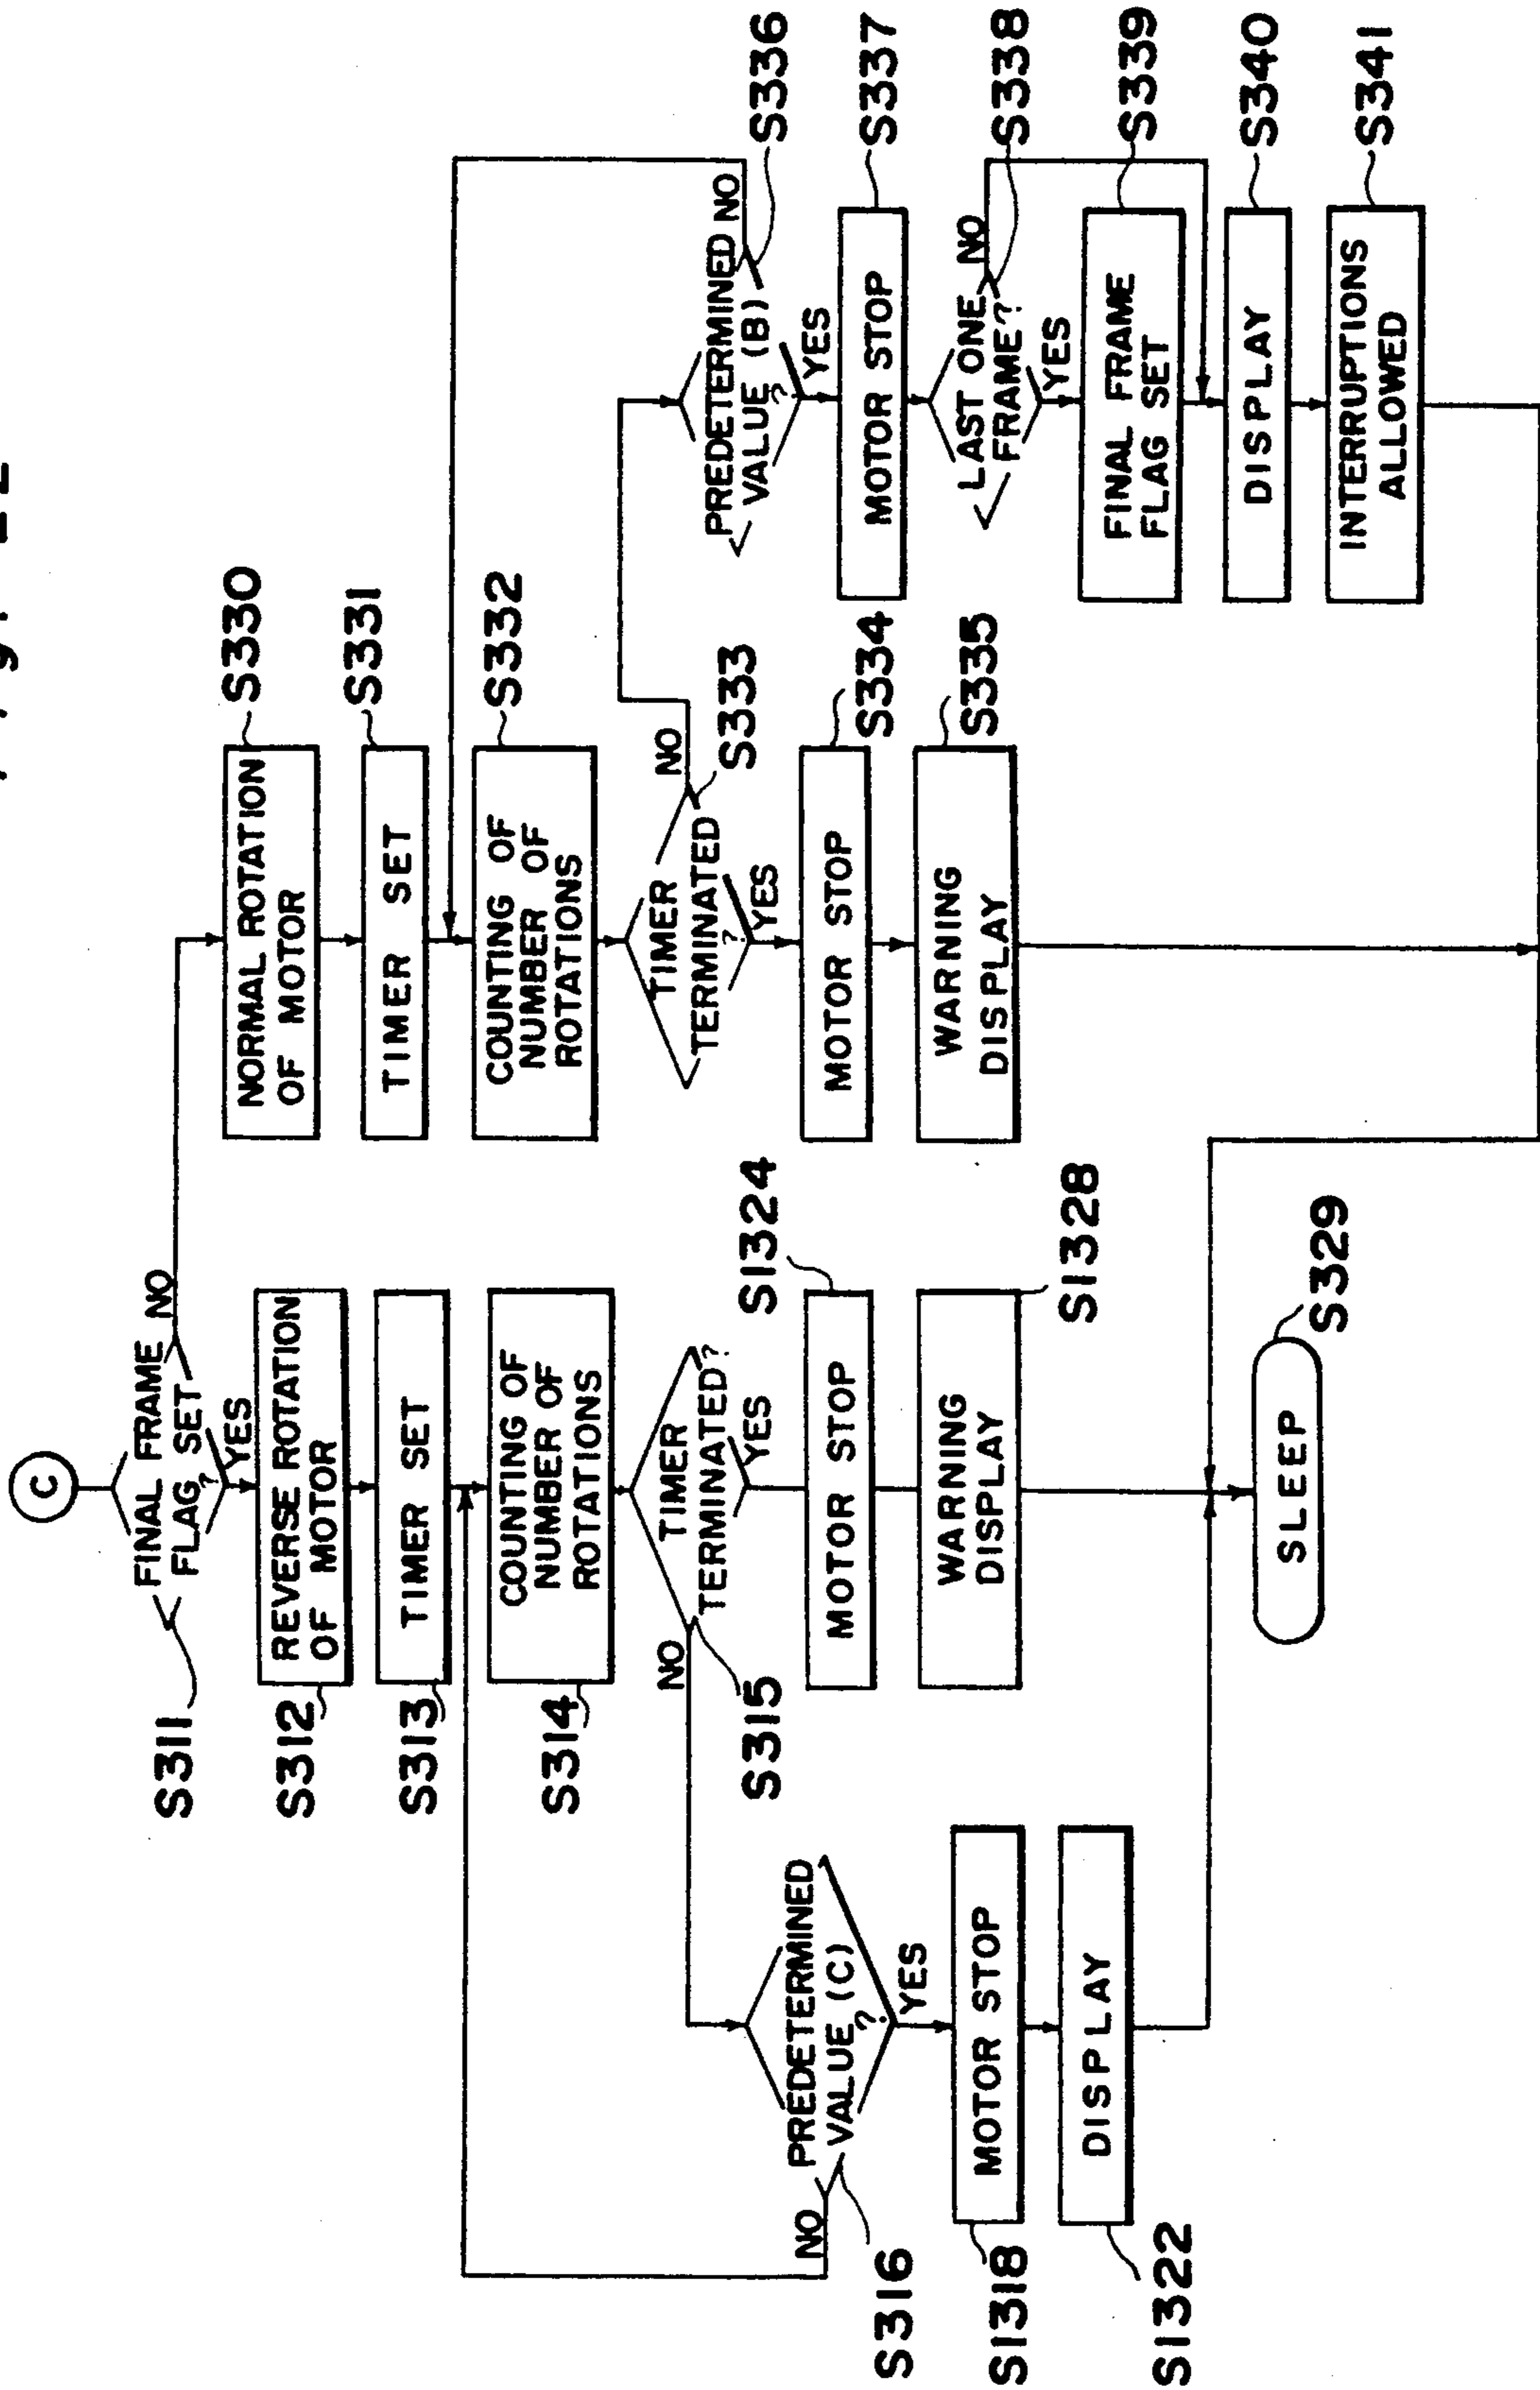 C
FINAL FRAME
FLAG SET
?
NO
YES
S311
REVERSE ROTATION
OF MOTOR
S312
TIMER SET
S313
COUNTING OF
NUMBER OF
ROTATIONS
S314
TIMER
TERMINATED?
NO
YES
S315
PREDETERMINED
VALUE (C)
?
NO
YES
S316
MOTOR STOP
S1318
DISPLAY
S1322
MOTOR STOP
S1324
WARNING
DISPLAY
S1328
SLEEP
S329
NORMAL ROTATION
OF MOTOR
S330
TIMER SET
S331
COUNTING OF
NUMBER OF
ROTATIONS
S332
TIMER
TERMINATED
?
NO
YES
S333
MOTOR STOP
S334
WARNING
DISPLAY
S335
PREDETERMINED
VALUE (B)
?
NO
YES
S336
MOTOR STOP
S337
LAST ONE
FRAME?
NO
YES
S338
FINAL FRAME
FLAG SET
S339
DISPLAY
S340
INTERRUPTIONS
ALLOWED
S341